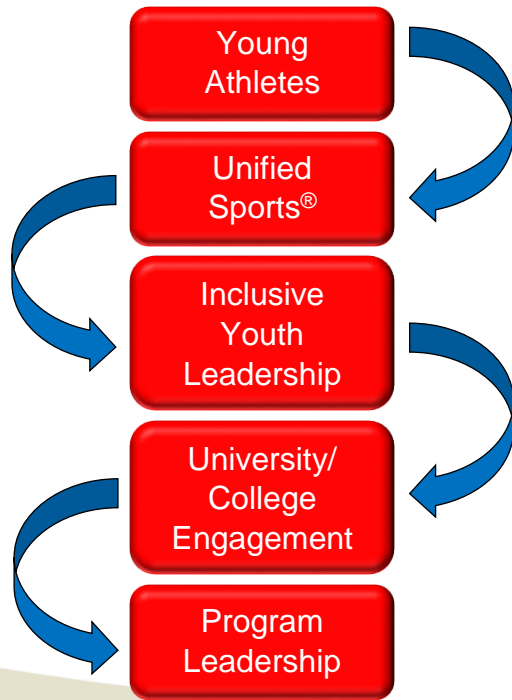 Young
Athletes
Unified
Sports®
Inclusive
Youth
Leadership
University/
College
Engagement
Program
Leadership